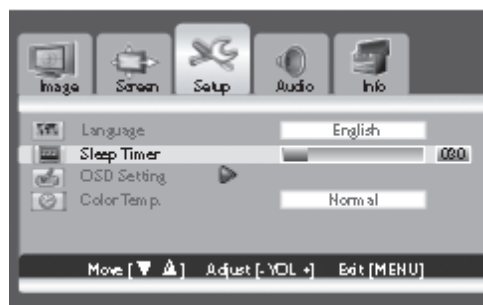 Image Screen Setup Audio Info
Language English
Sleep Timer 030
OSD Setting
Color Temp. Normal
Move [▼ ▲] Adjust [- VOL +] Exit [MENU]